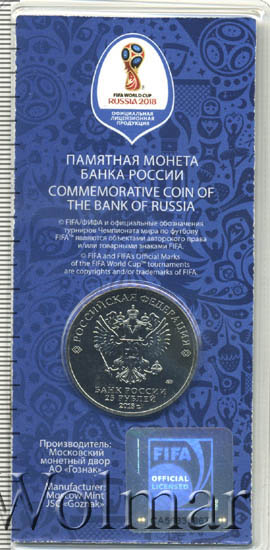 FIFA WORLD CUP
RUSSIA 2018
ОФИЦИАЛЬНАЯ
ЛИЦЕНЗИОННАЯ
ПРОДУКЦИЯ
ПАМЯТНАЯ МОНЕТА
БАНКА РОССИИ
COMMEMORATIVE COIN OF
THE BANK OF RUSSIA
© FIFA/ФИФА и официальные обозначения
турниров Чемпионата мира по футболу
FIFA™ являются объектами авторского права
и/или товарными знаками FIFA.
© FIFA and FIFA's Official Marks
of the FIFA World Cup™ tournaments
are copyrights and/or trademarks of FIFA.
РОССИЙСКАЯ ФЕДЕРАЦИЯ
БАНК РОССИИ
25 РУБЛЕЙ
2018 г.
Производитель:
Московский
монетный двор
АО «Гознак»
Manufacturer:
Moscow Mint
JSC «Goznak»
FIFA
OFFICIAL
LICENSED
Wolmar